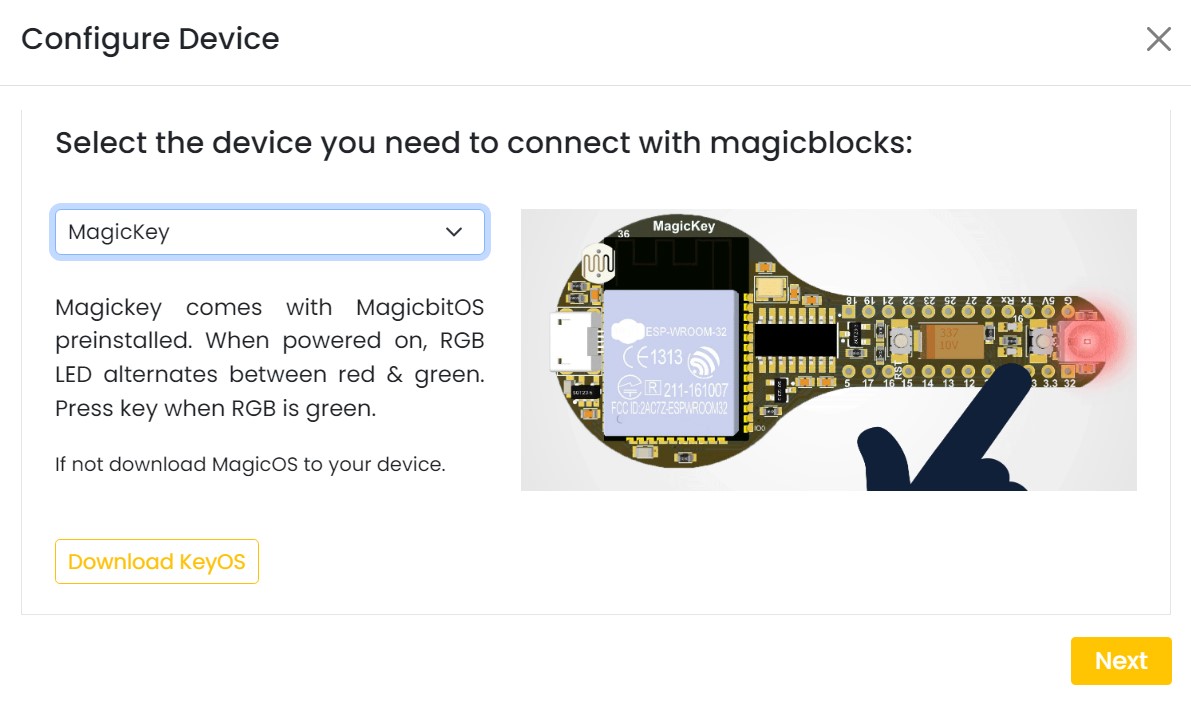 Configure Device
Select the device you need to connect with magicblocks:
MagicKey
Magickey comes with MagicbitOS
preinstalled. When powered on, RGB
LED alternates between red & green.
Press key when RGB is green.
If not download MagicOS to your device.
Download KeyOS
MagicKey
36
ESP-WROOM-32
CE1313
R 211-161007
FCC ID:2AC7Z-ESPWROOM32
IO0
18 19 21 22 23 25 27 2 Rx Tx 5V G
16
337
10V
RST
5 17 16 15 14 13 12 3.3 32
Next